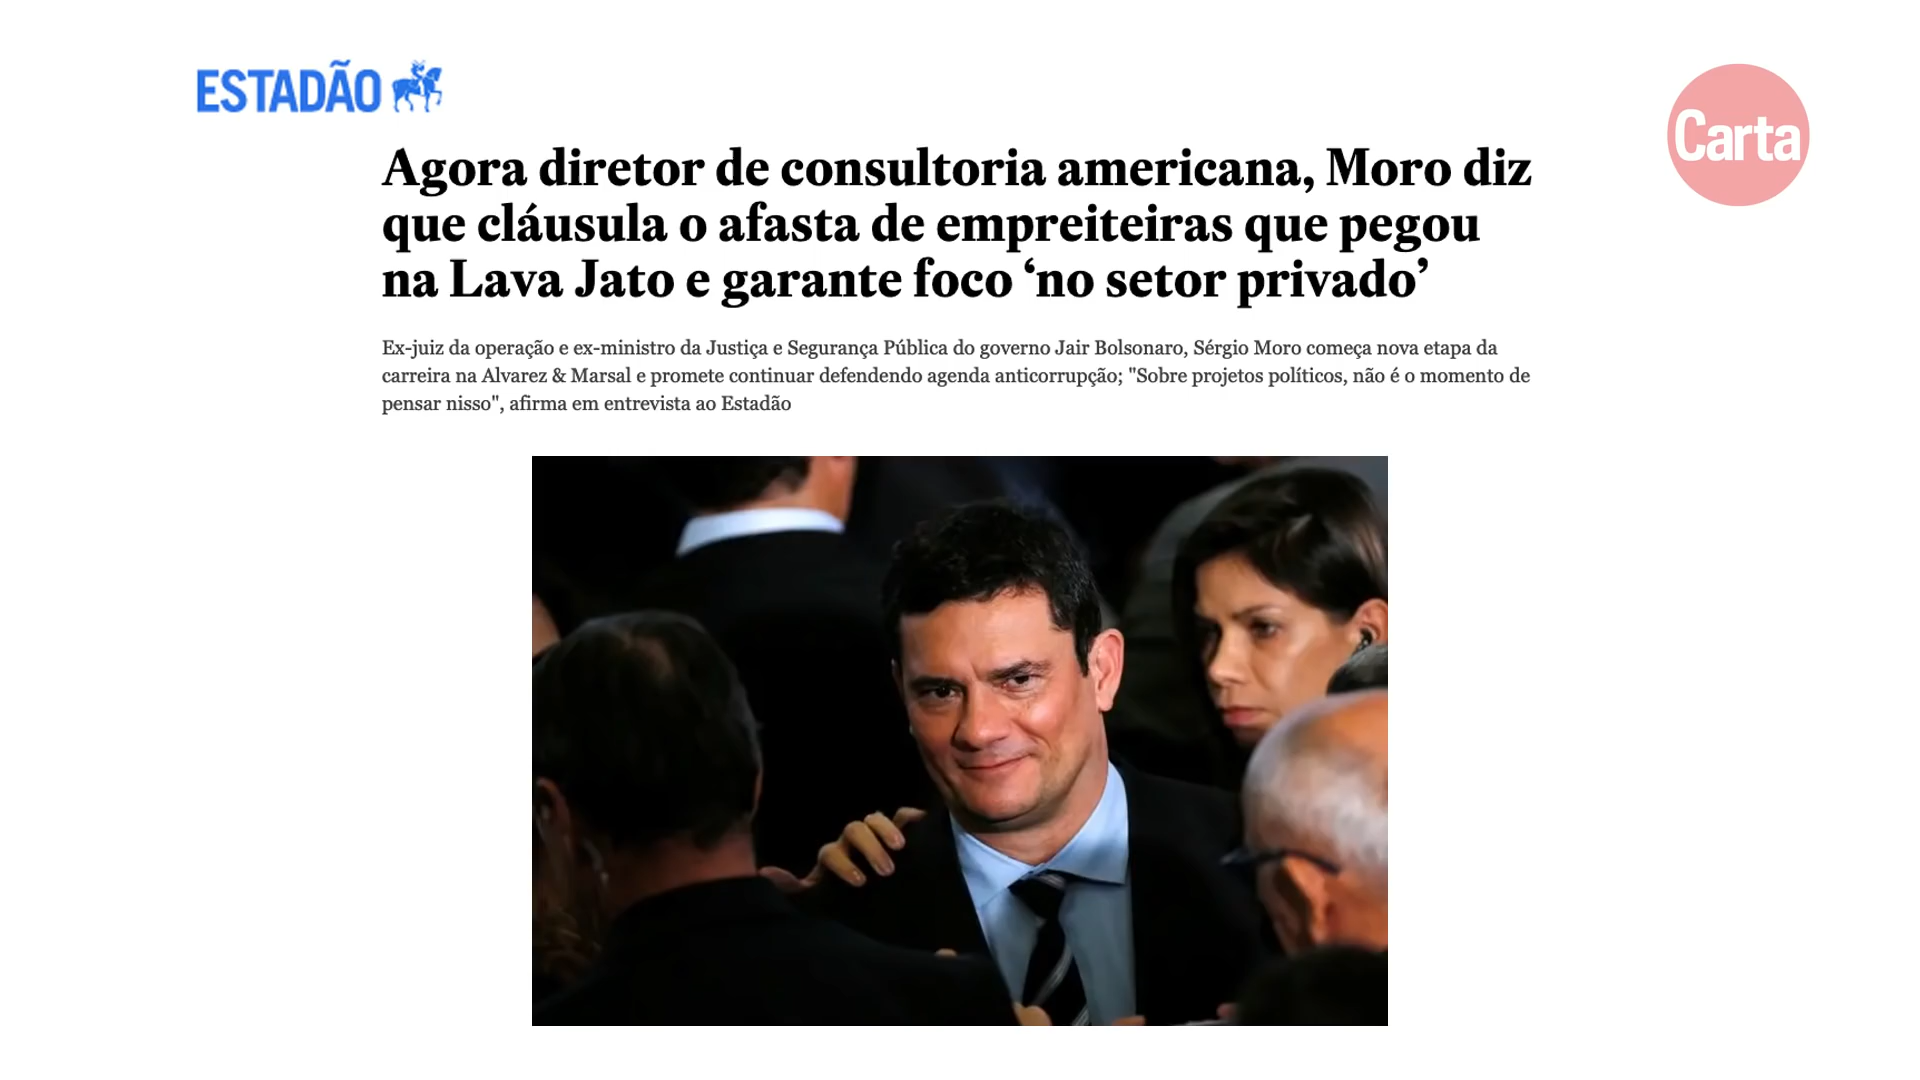 ESTADÃO
Carta
Agora diretor de consultoria americana, Moro diz
que cláusula o afasta de empreiteiras que pegou
na Lava Jato e garante foco ‘no setor privado’
Ex-juiz da operação e ex-ministro da Justiça e Segurança Pública do governo Jair Bolsonaro, Sérgio Moro começa nova etapa da
carreira na Alvarez & Marsal e promete continuar defendendo agenda anticorrupção; "Sobre projetos políticos, não é o momento de
pensar nisso", afirma em entrevista ao Estadão